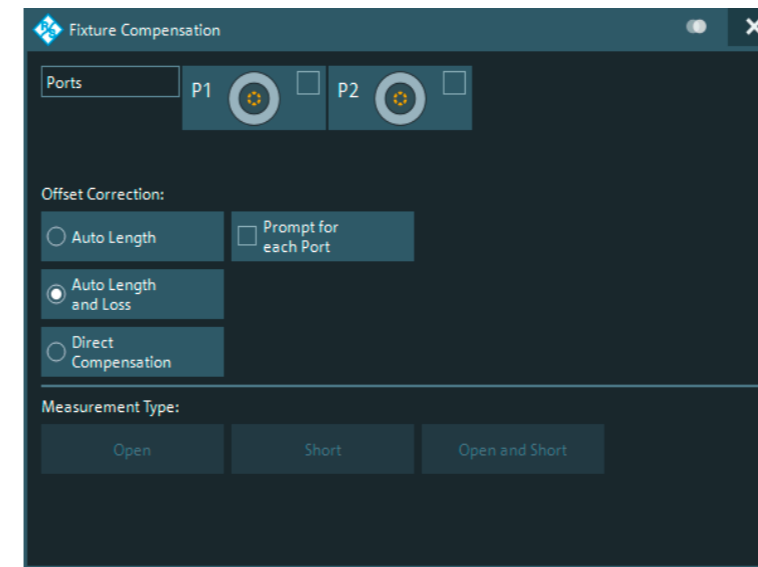 Fixture Compensation
Ports
P1
P2
Offset Correction:
Auto Length
Prompt for
each Port
Auto Length
and Loss
Direct
Compensation
Measurement Type:
Open
Short
Open and Short